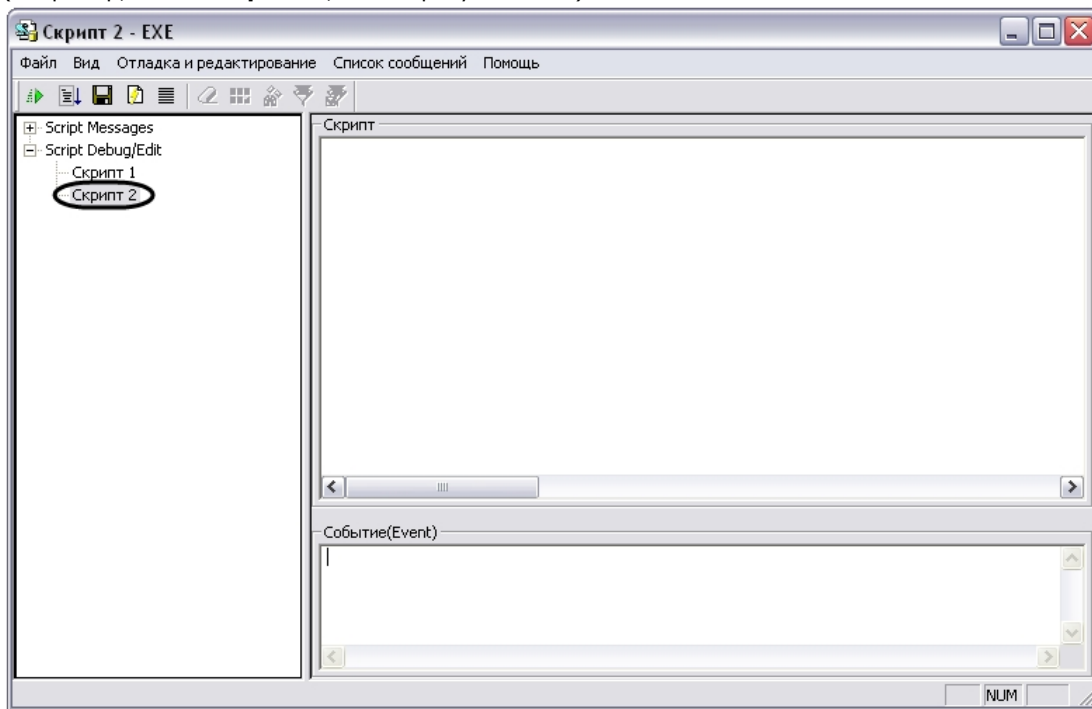 Скрипт 2 - EXE
Файл Вид Отладка и редактирование Список сообщений Помощь
Script Messages
Script Debug/Edit
Скрипт 1
Скрипт 2
Скрипт
Событие(Event)
NUM